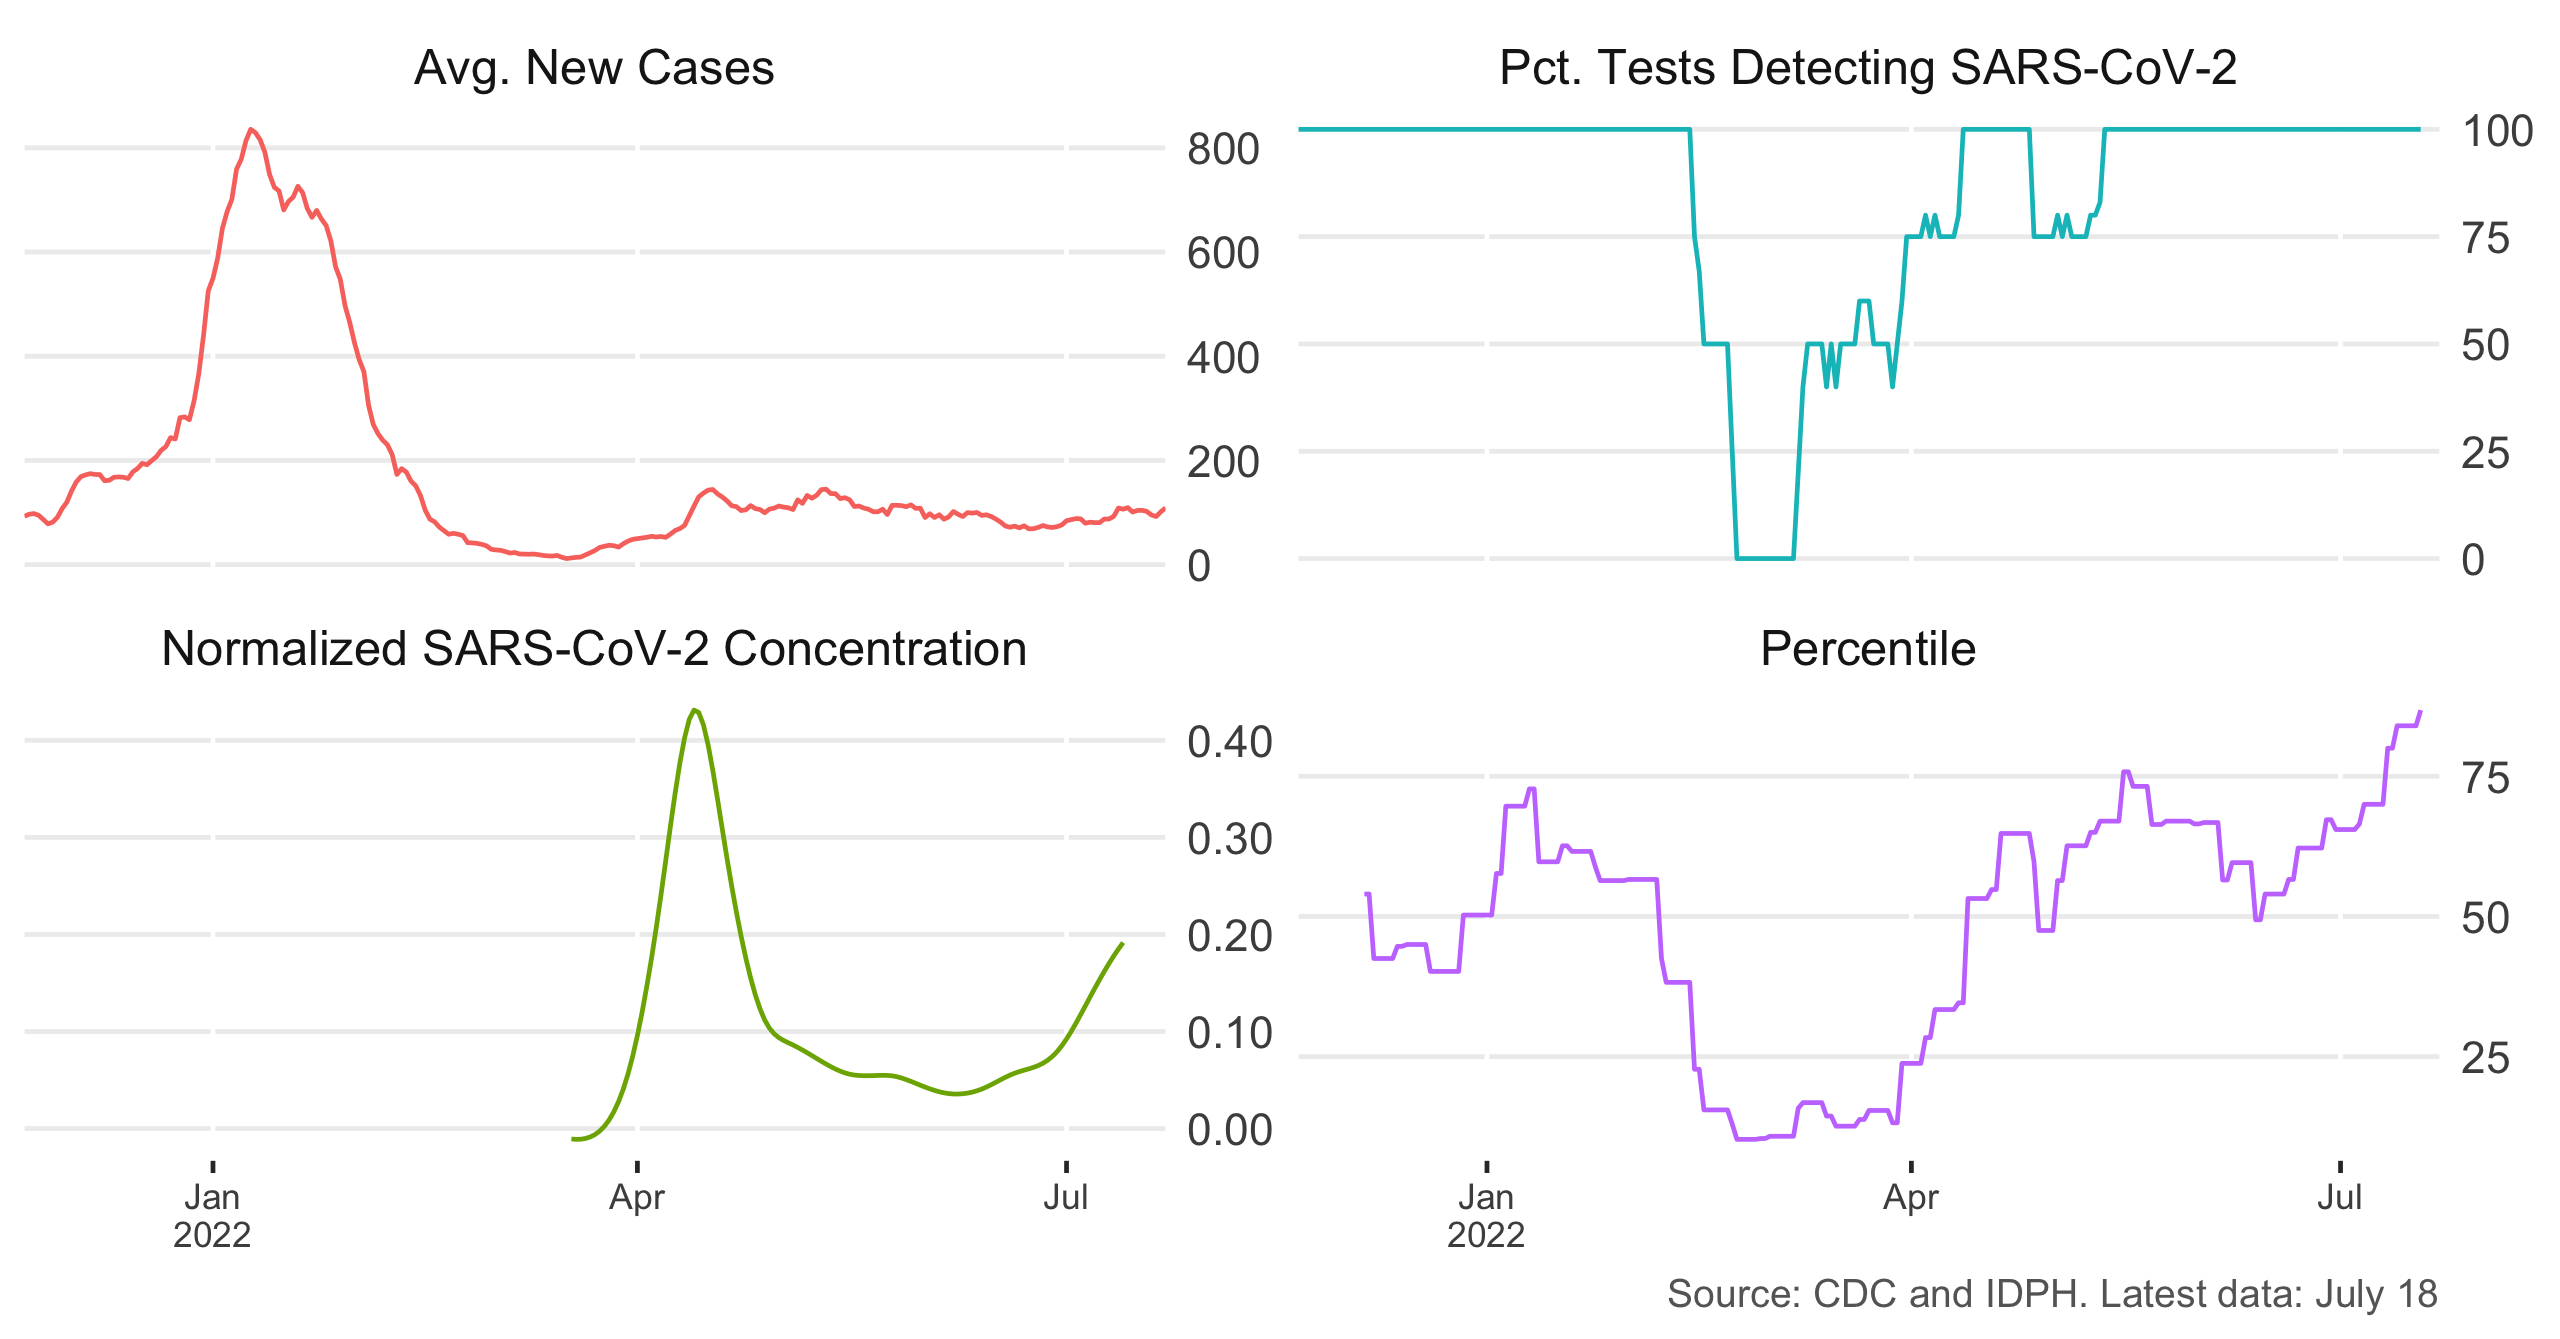 Avg. New Cases
800
600
400
200
0
Pct. Tests Detecting SARS-CoV-2
100
75
50
25
0
Normalized SARS-CoV-2 Concentration
0.40
0.30
0.20
0.10
0.00
Jan
2022
Apr
Jul
Percentile
75
50
25
Jan
2022
Apr
Jul
Source: CDC and IDPH. Latest data: July 18